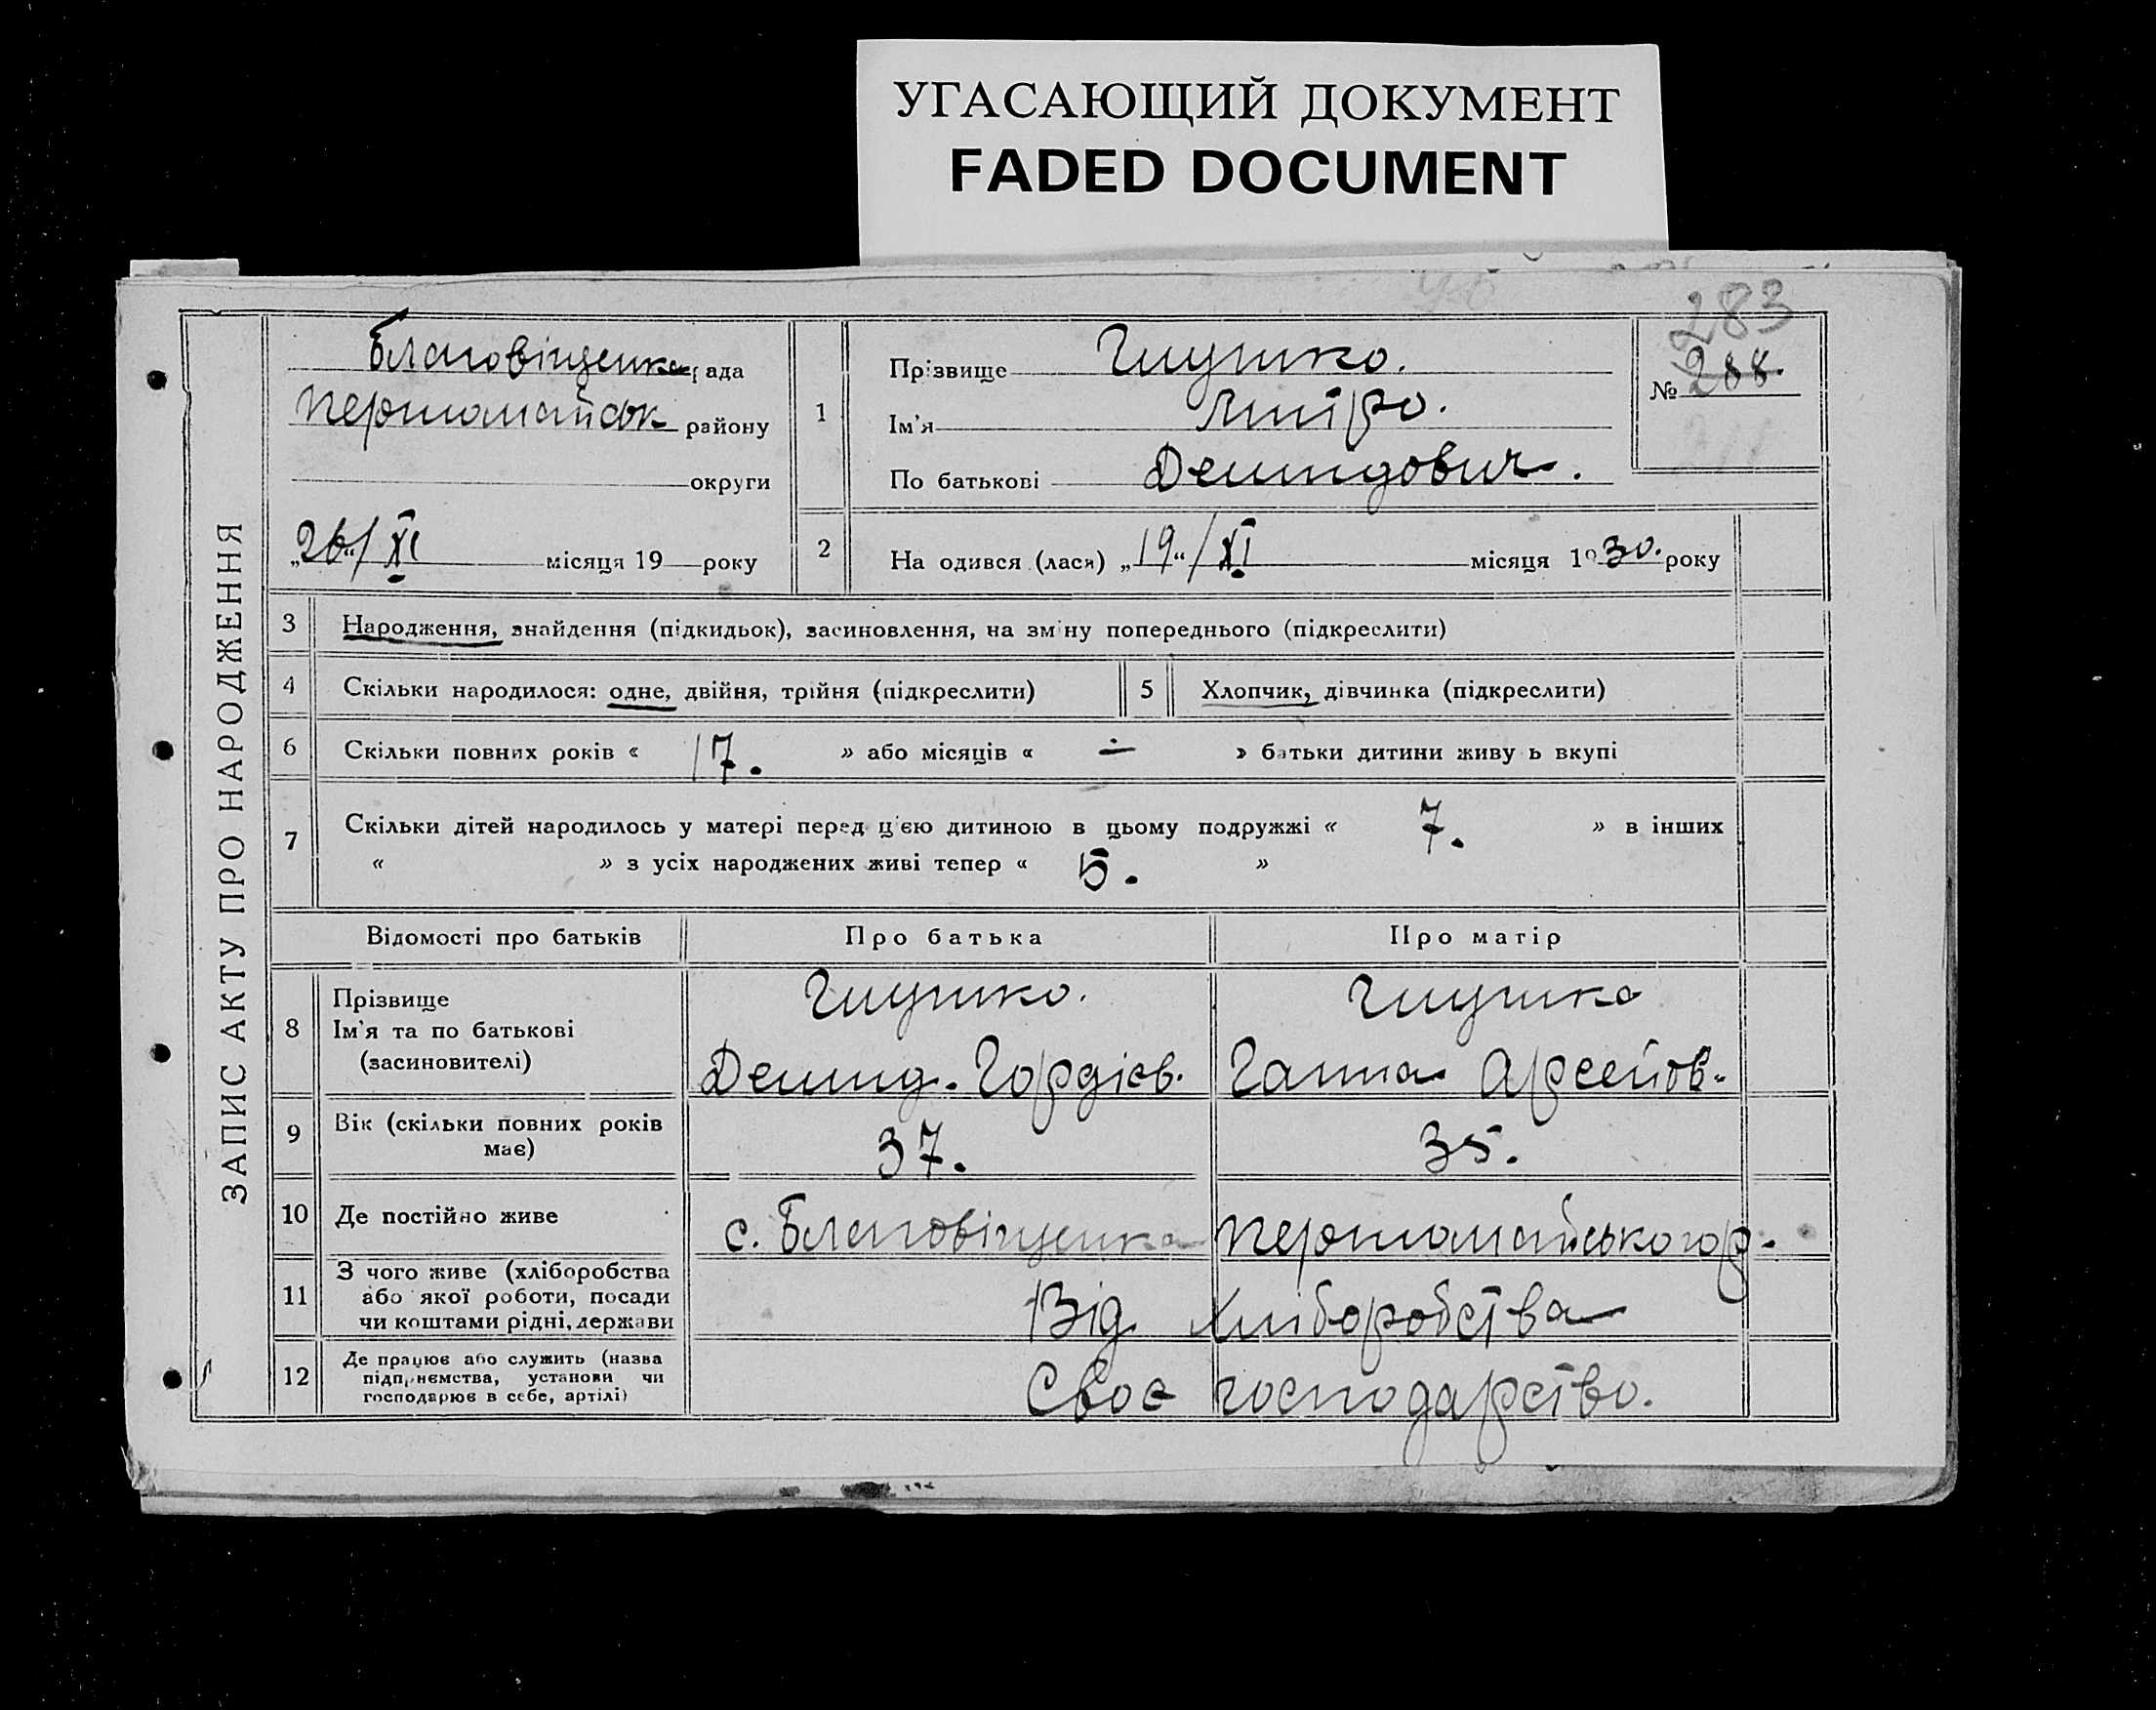 УГАСАЮЩИЙ ДОКУМЕНТ
FADED DOCUMENT
ЗАПИС АКТУ ПРО НАРОДЖЕННЯ
283
№ 288.
Благовіщенка рада
Першомайськ району
округи
„26“/XI місяця 19 року
1
Прізвище Глушко.
Ім'я Дмітро.
По батькові Демидович.
2
На одився (лася) „19“/XI місяця 1930. року
3 Народження, знайдення (підкидьок), засиновлення, на зміну попереднього (підкреслити)
4 Скільки народилося: одне, двійня, трійня (підкреслити) 5 Хлопчик, дівчинка (підкреслити)
6 Скільки повних років « 17. » або місяців « ÷ » батьки дитини живу ь вкупі
7 Скільки дітей народилось у матері перед ц'єю дитиною в цьому подружжі « 7. » в інших
« » з усіх народжених живі тепер « 5. »
Відомості про батьків Про батька Про матір
8 Прізвище Глушко. Глушко
Ім'я та по батькові
(засиновителі) Демид. Гордієв. Ганна Арсейов.
9 Вік (скільки повних років
має) 37. 35.
10 Де постійно живе с. Благовіщенка Першомайського р.
11 З чого живе (хліборобства
або якої роботи, посади
чи коштами рідні, держави Від хліборобства
12 Де працює або служить (назва
підприємства, установи чи
господарює в себе, артілі) Своє господарство.